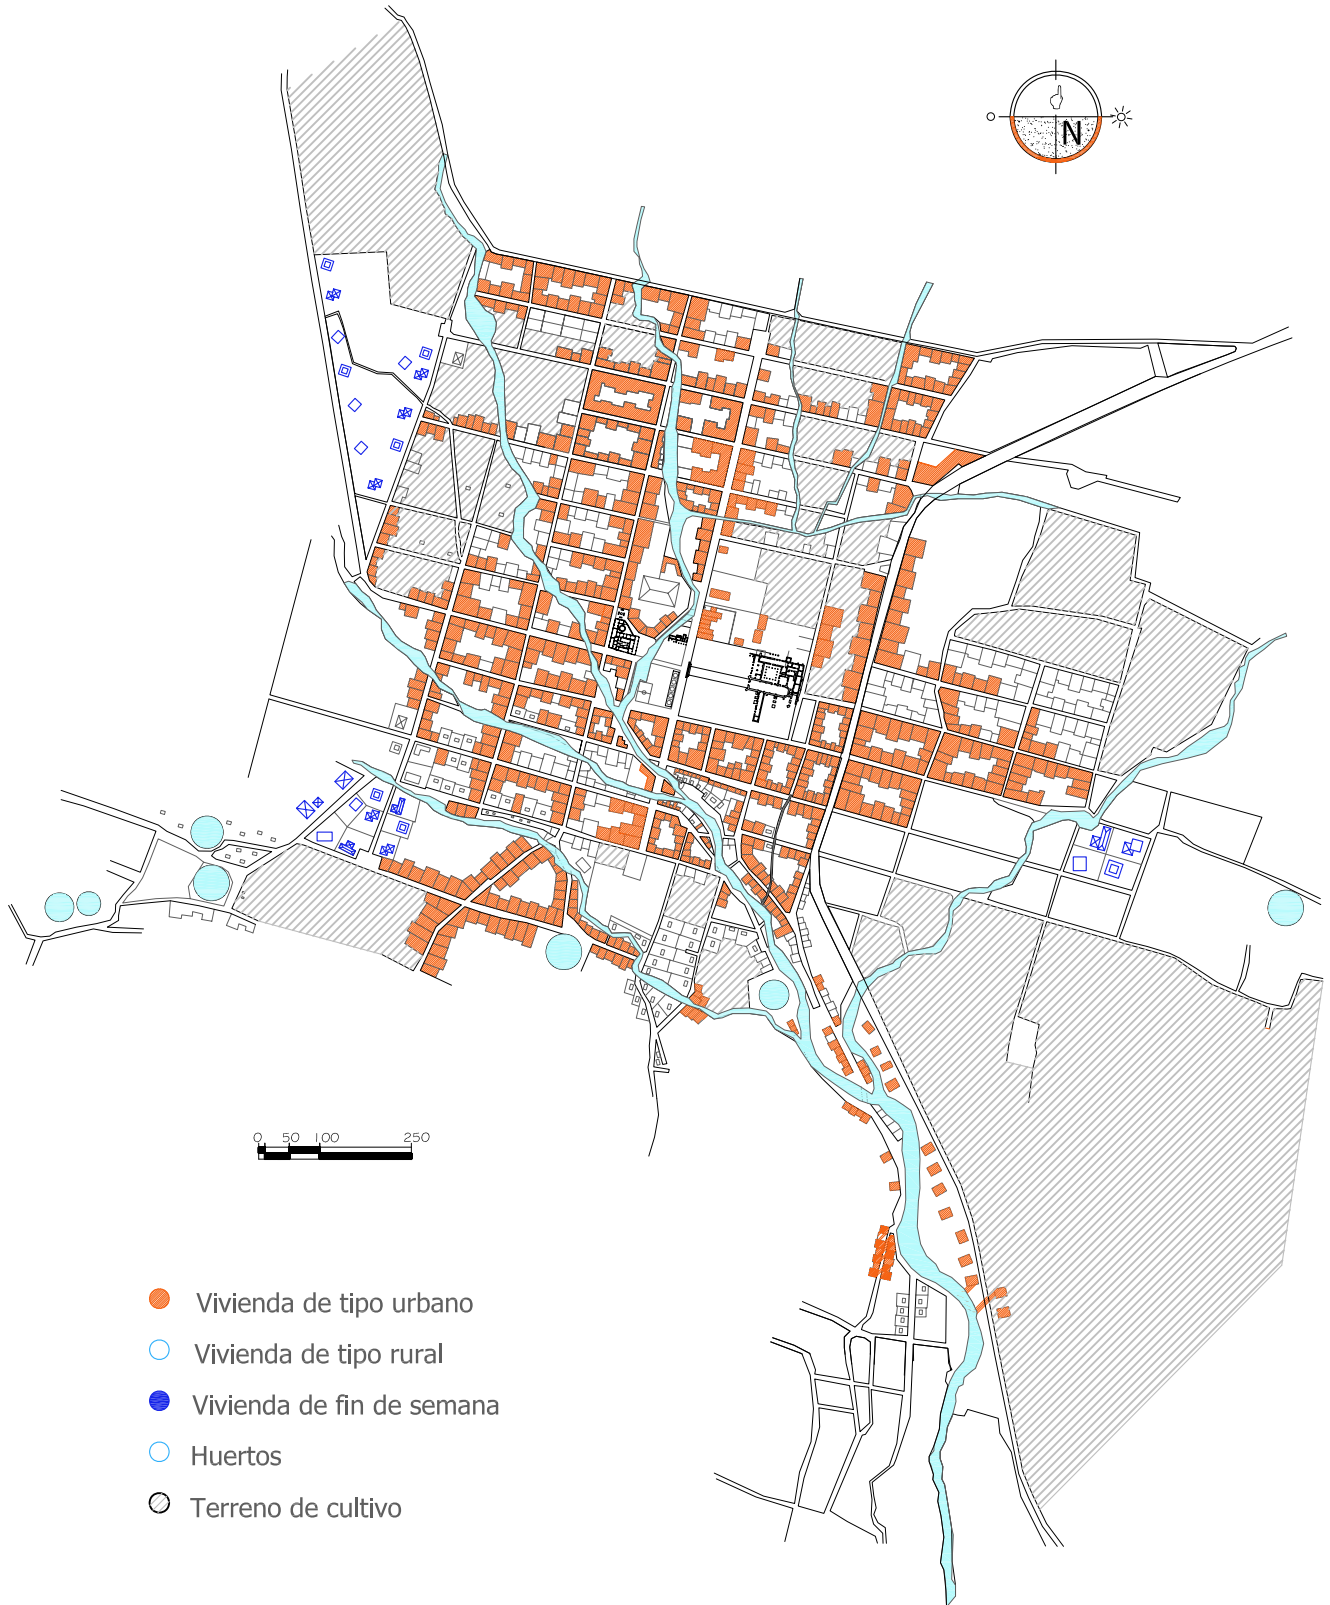 N
0 50 100 250
Vivienda de tipo urbano
Vivienda de tipo rural
Vivienda de fin de semana
Huertos
Terreno de cultivo